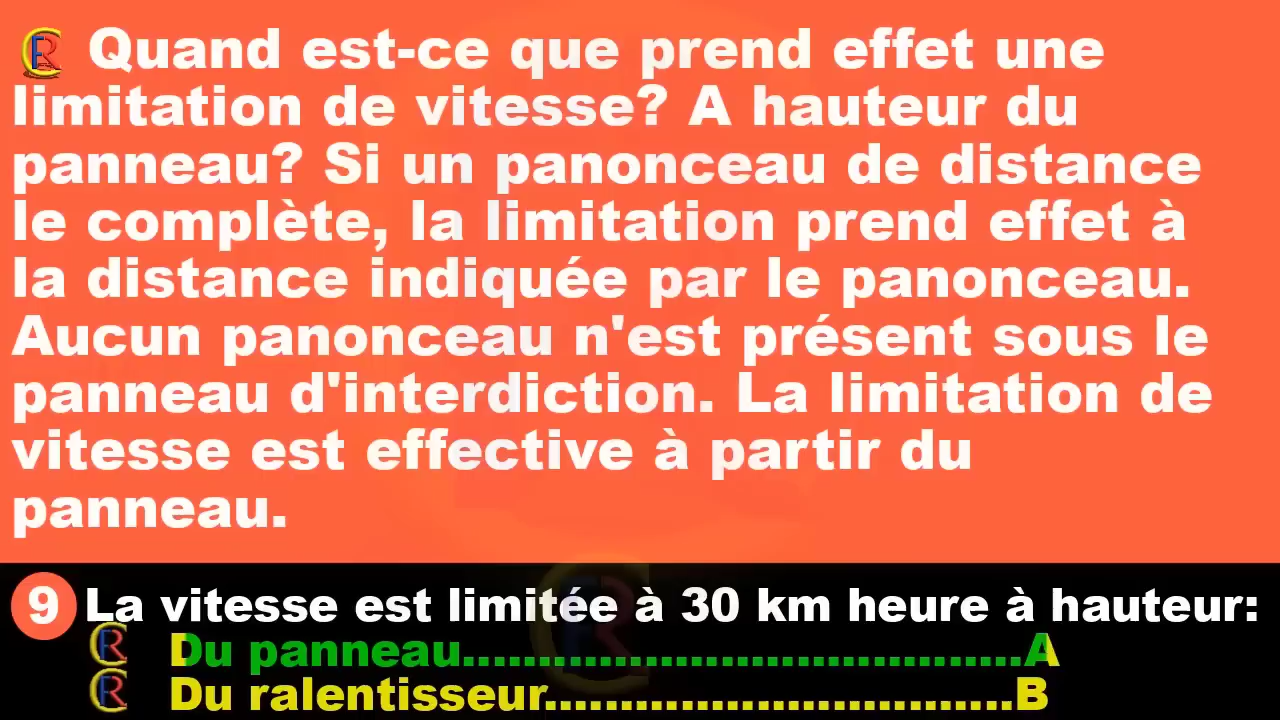 Quand est-ce que prend effet une
limitation de vitesse? A hauteur du
panneau? Si un panonceau de distance
le complète, la limitation prend effet à
la distance indiquée par le panonceau.
Aucun panonceau n'est présent sous le
panneau d'interdiction. La limitation de
vitesse est effective à partir du
panneau.
9 La vitesse est limitée à 30 km heure à hauteur:
Du panneau.....................................A
Du ralentisseur...............................B